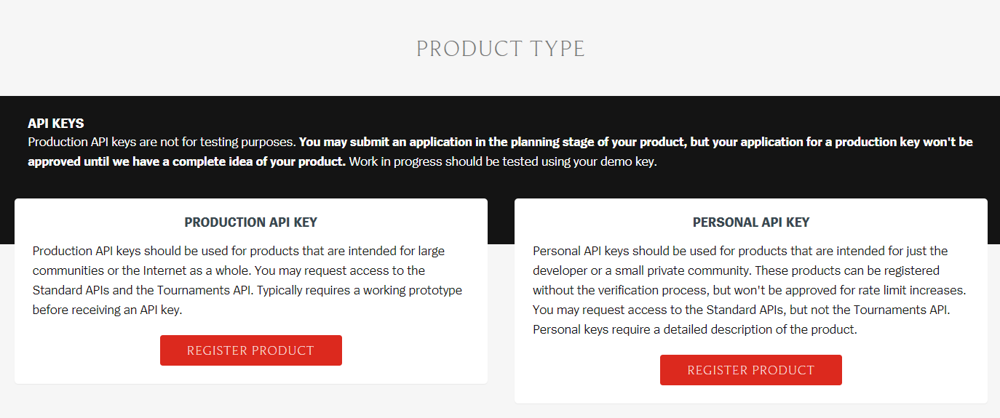 PRODUCT TYPE
API KEYS
Production API keys are not for testing purposes. You may submit an application in the planning stage of your product, but your application for a production key won't be
approved until we have a complete idea of your product. Work in progress should be tested using your demo key.
PRODUCTION API KEY
Production API keys should be used for products that are intended for large
communities or the Internet as a whole. You may request access to the
Standard APIs and the Tournaments API. Typically requires a working prototype
before receiving an API key.
REGISTER PRODUCT
PERSONAL API KEY
Personal API keys should be used for products that are intended for just the
developer or a small private community. These products can be registered
without the verification process, but won't be approved for rate limit increases.
You may request access to the Standard APIs, but not the Tournaments API.
Personal keys require a detailed description of the product.
REGISTER PRODUCT